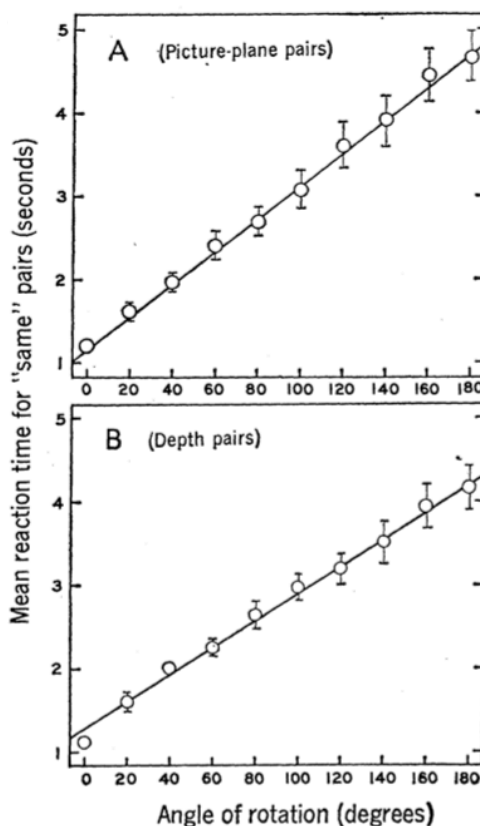 A (Picture-plane pairs)
5
4
3
2
1
0 20 40 60 80 100 120 140 160 180
B (Depth pairs)
5
4
3
2
1
0 20 40 60 80 100 120 140 160 180
Angle of rotation (degrees)
Mean reaction time for "same" pairs (seconds)